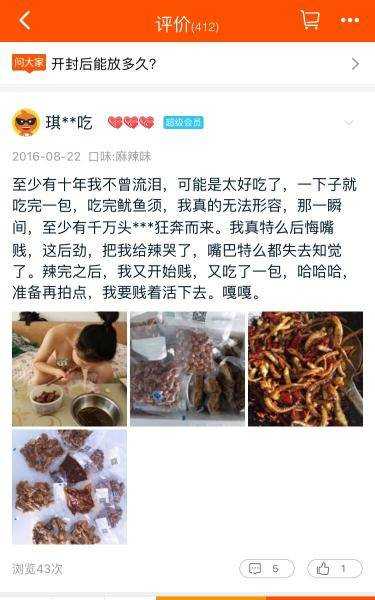 评价(412)
问大家 开封后能放多久?
琪**吃 超级会员
2016-08-22 口味:麻辣味
至少有十年我不曾流泪，可能是太好吃了，一下子就
吃完一包，吃完鱿鱼须，我真的无法形容，那一瞬
间，至少有千万头***狂奔而来。我真特么后悔嘴
贱，这后劲，把我给辣哭了，嘴巴特么都失去知觉
了。辣完之后，我又开始贱，又吃了一包，哈哈哈，
准备再拍点，我要贱着活下去。嘎嘎。
浏览43次 5 1